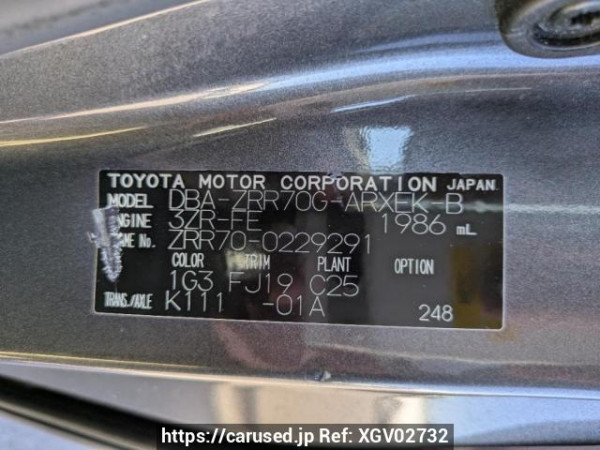 TOYOTA MOTOR CORPORATION JAPAN
MODEL DBA-ZRR70G-ARXEK-B
ENGINE 3ZR-FE 1986 mL
No. ZRR70-0229291
COLOR TRIM PLANT OPTION
1G3 FJ19 C25
TRANS./AXLE K111 -01A
248
https://carused.jp Ref: XGV02732